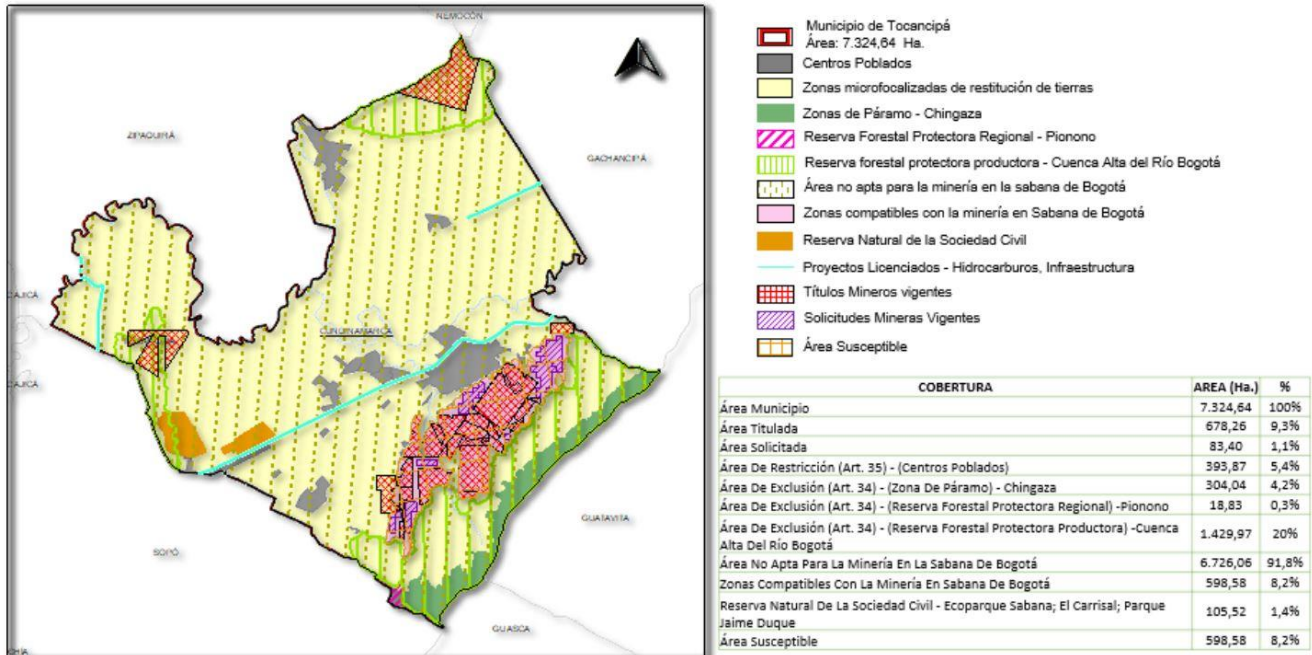 NEMOCÓN
ZIPAQUIRÁ
GACHANCIPÁ
CAJICÁ
CUNDINAMARCA
CAJICÁ
GUATAVITA
SOPÓ
GUASCA
CHÍA
Municipio de Tocancipá
Área: 7.324,64 Ha.
Centros Poblados
Zonas microfocalizadas de restitución de tierras
Zonas de Páramo - Chingaza
Reserva Forestal Protectora Regional - Pionono
Reserva forestal protectora productora - Cuenca Alta del Río Bogotá
Área no apta para la minería en la sabana de Bogotá
Zonas compatibles con la minería en Sabana de Bogotá
Reserva Natural de la Sociedad Civil
Proyectos Licenciados - Hidrocarburos, Infraestructura
Títulos Mineros vigentes
Solicitudes Mineras Vigentes
Área Susceptible
COBERTURA AREA (Ha.) %
Área Municipio 7.324,64 100%
Área Titulada 678,26 9,3%
Área Solicitada 83,40 1,1%
Área De Restricción (Art. 35) - (Centros Poblados) 393,87 5,4%
Área De Exclusión (Art. 34) - (Zona De Páramo) - Chingaza 304,04 4,2%
Área De Exclusión (Art. 34) - (Reserva Forestal Protectora Regional) -Pionono 18,83 0,3%
Área De Exclusión (Art. 34) - (Reserva Forestal Protectora Productora) -Cuenca
Alta Del Río Bogotá 1.429,97 20%
Área No Apta Para La Minería En La Sabana De Bogotá 6.726,06 91,8%
Zonas Compatibles Con La Minería En Sabana De Bogotá 598,58 8,2%
Reserva Natural De La Sociedad Civil - Ecoparque Sabana; El Carrisal; Parque
Jaime Duque 105,52 1,4%
Área Susceptible 598,58 8,2%